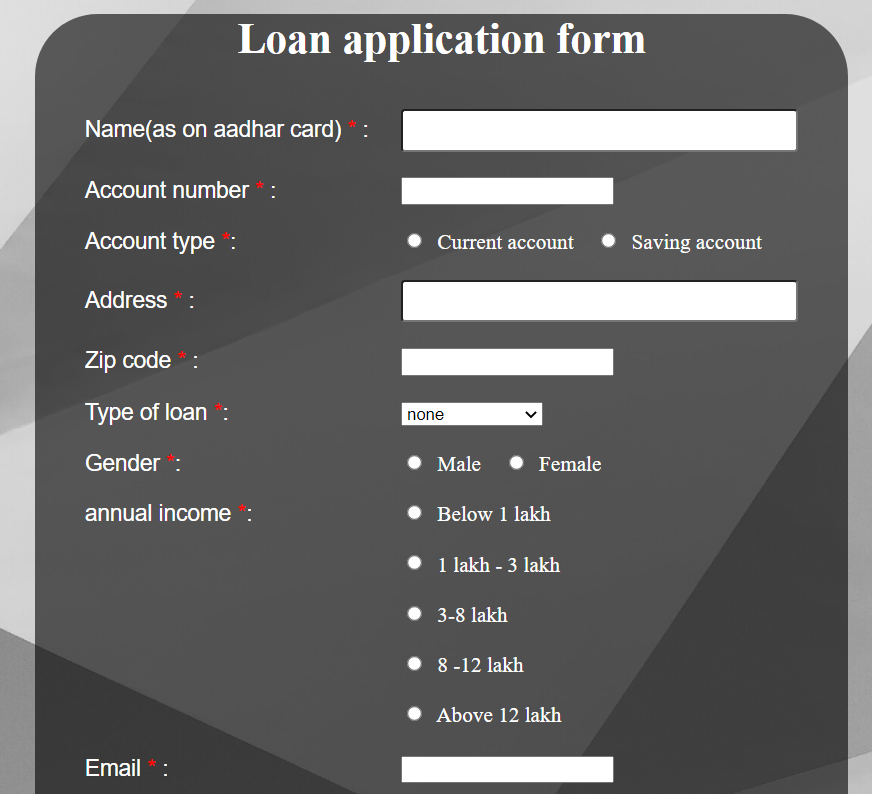 Loan application form
Name(as on aadhar card) * :
Account number * :
Account type *: Current account Saving account
Address * :
Zip code * :
Type of loan *: none
Gender *: Male Female
annual income *: Below 1 lakh
1 lakh - 3 lakh
3-8 lakh
8 -12 lakh
Above 12 lakh
Email * :